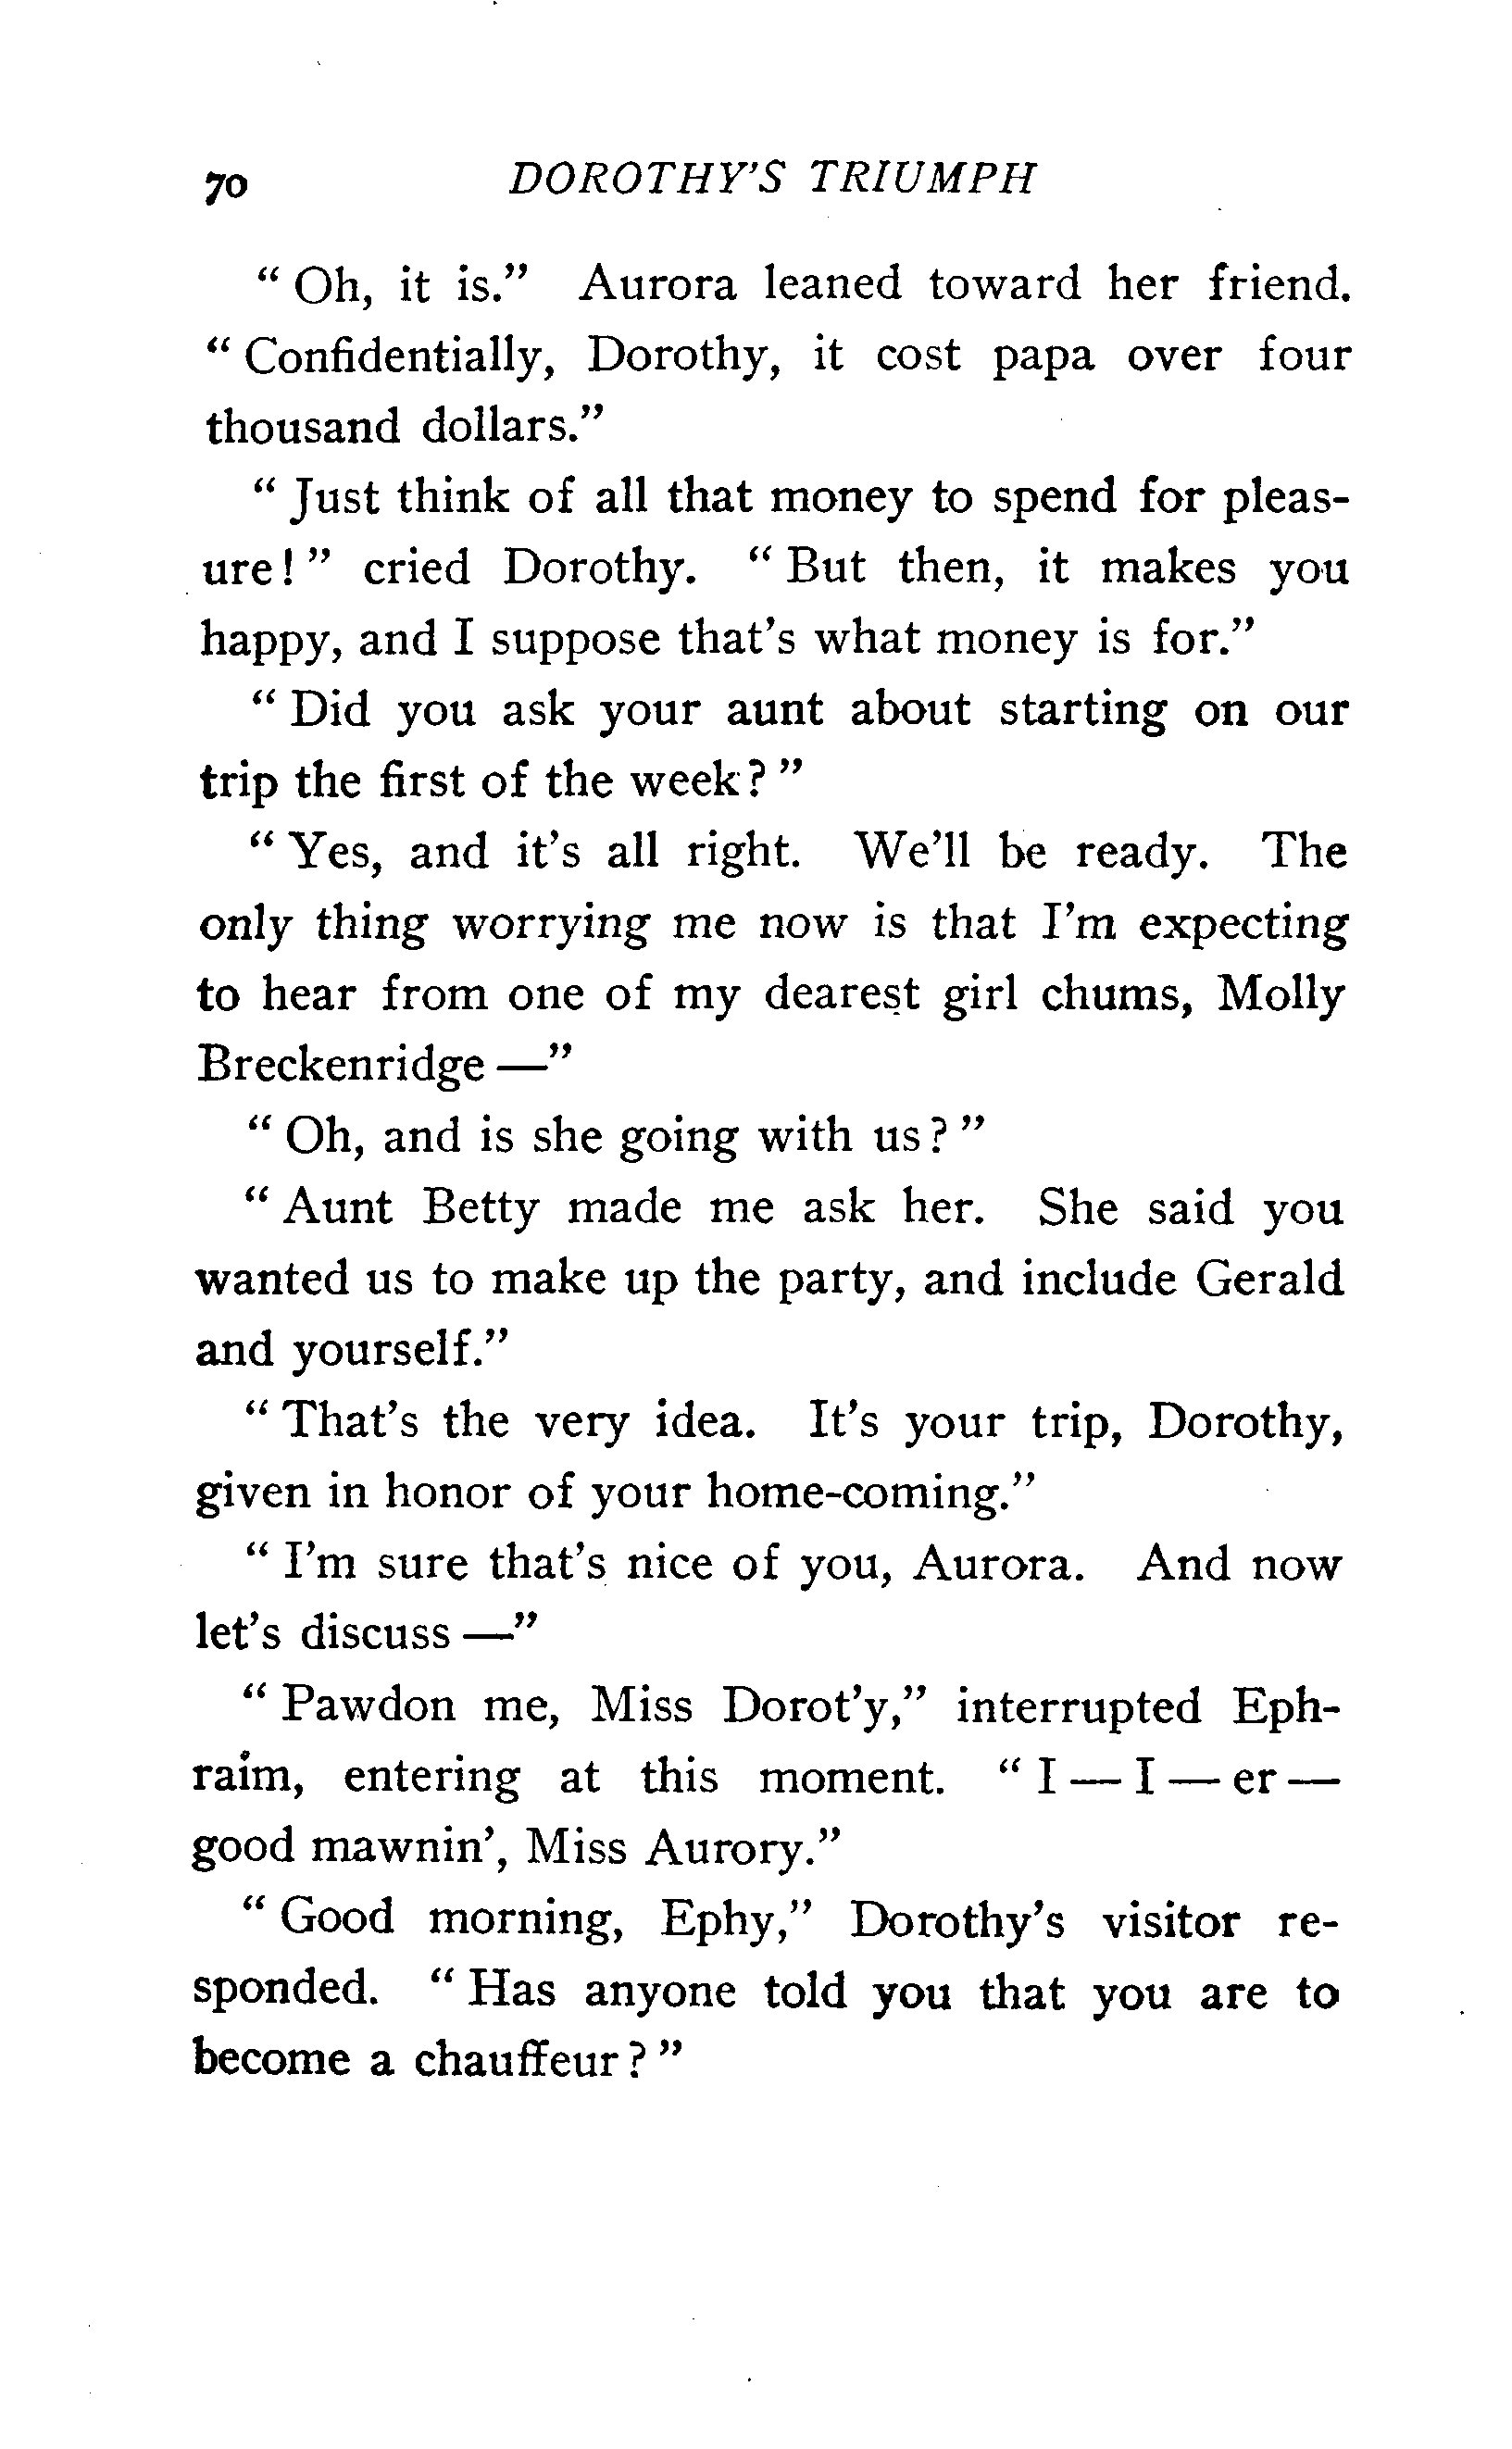 70 DOROTHY'S TRIUMPH
" Oh, it is." Aurora leaned toward her friend.
" Confidentially, Dorothy, it cost papa over four
thousand dollars."
" Just think of all that money to spend for pleas-
ure! " cried Dorothy. " But then, it makes you
happy, and I suppose that's what money is for."
" Did you ask your aunt about starting on our
trip the first of the week? "
" Yes, and it's all right. We'll be ready. The
only thing worrying me now is that I'm expecting
to hear from one of my dearest girl chums, Molly
Breckenridge —"
" Oh, and is she going with us? "
" Aunt Betty made me ask her. She said you
wanted us to make up the party, and include Gerald
and yourself."
" That's the very idea. It's your trip, Dorothy,
given in honor of your home-coming."
" I'm sure that's nice of you, Aurora. And now
let's discuss —"
" Pawdon me, Miss Dorot'y," interrupted Eph-
raim, entering at this moment. " I — I — er —
good mawnin', Miss Aurory."
" Good morning, Ephy," Dorothy's visitor re-
sponded. " Has anyone told you that you are to
become a chauffeur? "